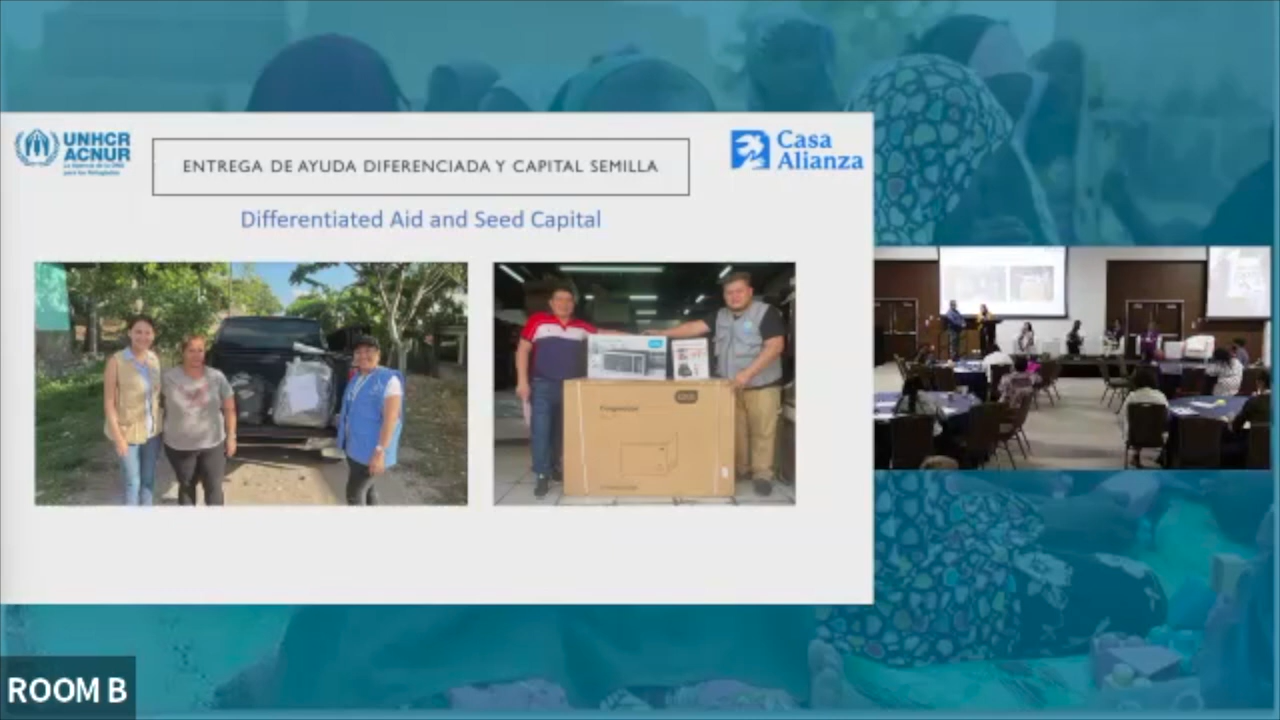 UNHCR
ACNUR
La Agencia de la ONU
para los Refugiados
ENTREGA DE AYUDA DIFERENCIADA Y CAPITAL SEMILLA
Casa
Alianza
Differentiated Aid and Seed Capital
ROOM B